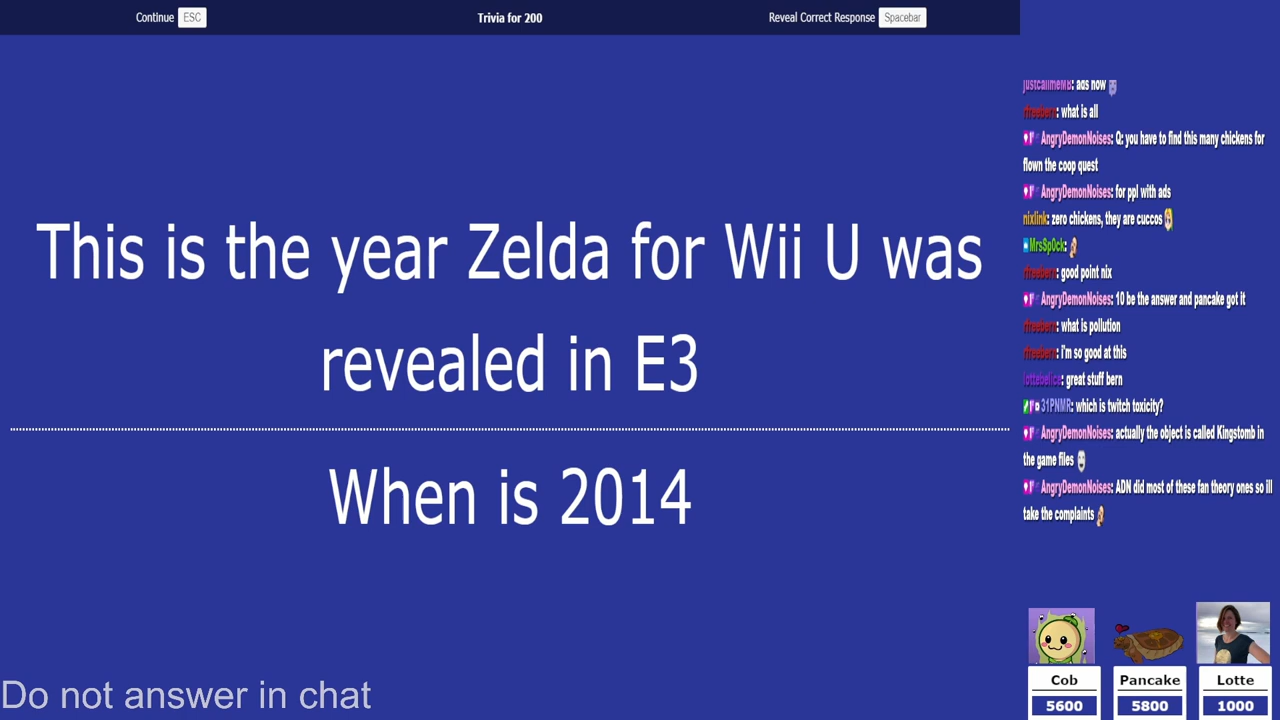 Continue ESC Trivia for 200 Reveal Correct Response Spacebar
This is the year Zelda for Wii U was
revealed in E3
When is 2014
Do not answer in chat
justcallmeMB: ads now
rfreebern: what is all
AngryDemonNoises: Q: you have to find this many chickens for
flown the coop quest
AngryDemonNoises: for ppl with ads
nixlink: zero chickens, they are cuccos
MrsSp0ck:
rfreebern: good point nix
AngryDemonNoises: 10 be the answer and pancake got it
rfreebern: what is pollution
rfreebern: i'm so good at this
lottebelice: great stuff bern
31PNMR: which is twitch toxicity?
AngryDemonNoises: actually the object is called Kingstomb in
the game files
AngryDemonNoises: ADN did most of these fan theory ones so ill
take the complaints
Cob Pancake Lotte
5600 5800 1000